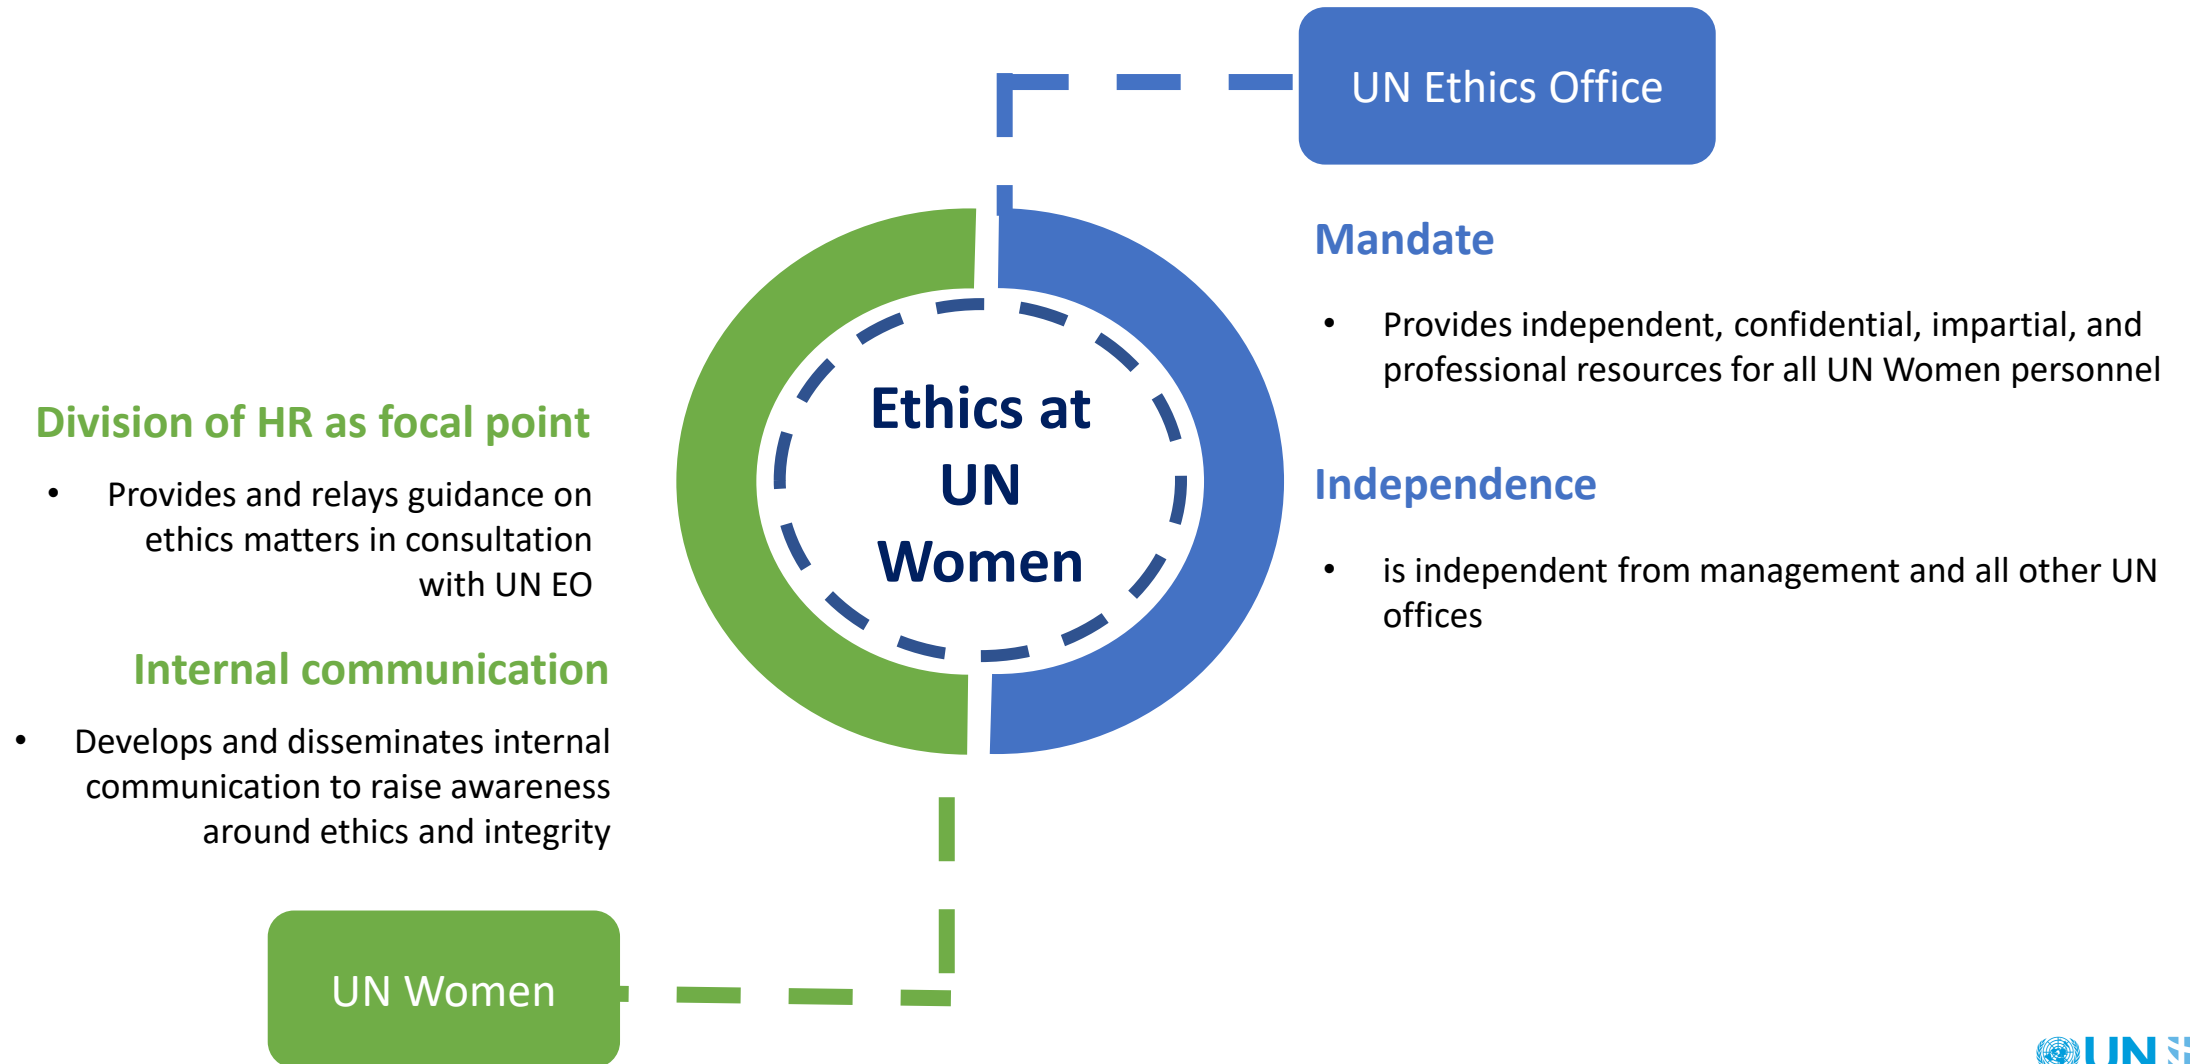 UN Ethics Office
Mandate
• Provides independent, confidential, impartial, and
professional resources for all UN Women personnel
Independence
• is independent from management and all other UN
offices
Ethics at
UN
Women
Division of HR as focal point
• Provides and relays guidance on
ethics matters in consultation
with UN EO
Internal communication
• Develops and disseminates internal
communication to raise awareness
around ethics and integrity
UN Women
UN